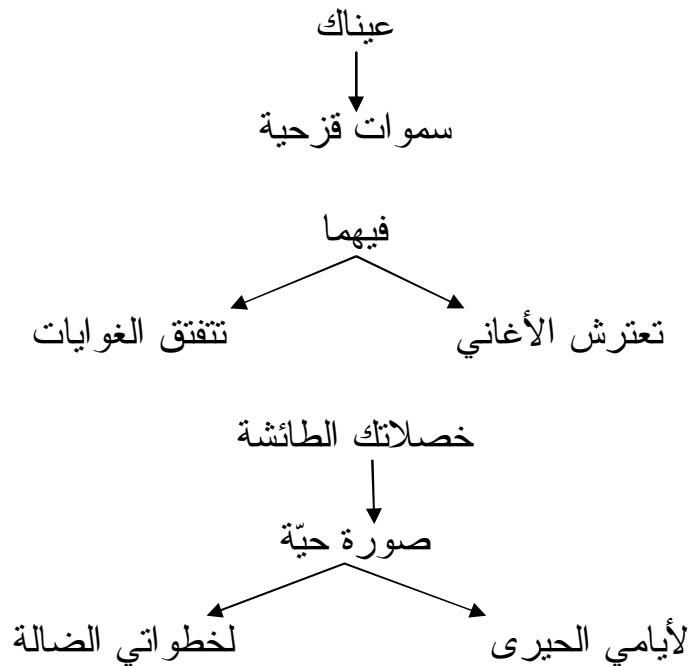 عيناك
سموات قزحية
فيهما
تعترش الأغاني
تتفتق الغوايات
خصلاتك الطائشة
صورة حيّة
لأيامي الحيرى
لخطواتي الضالة